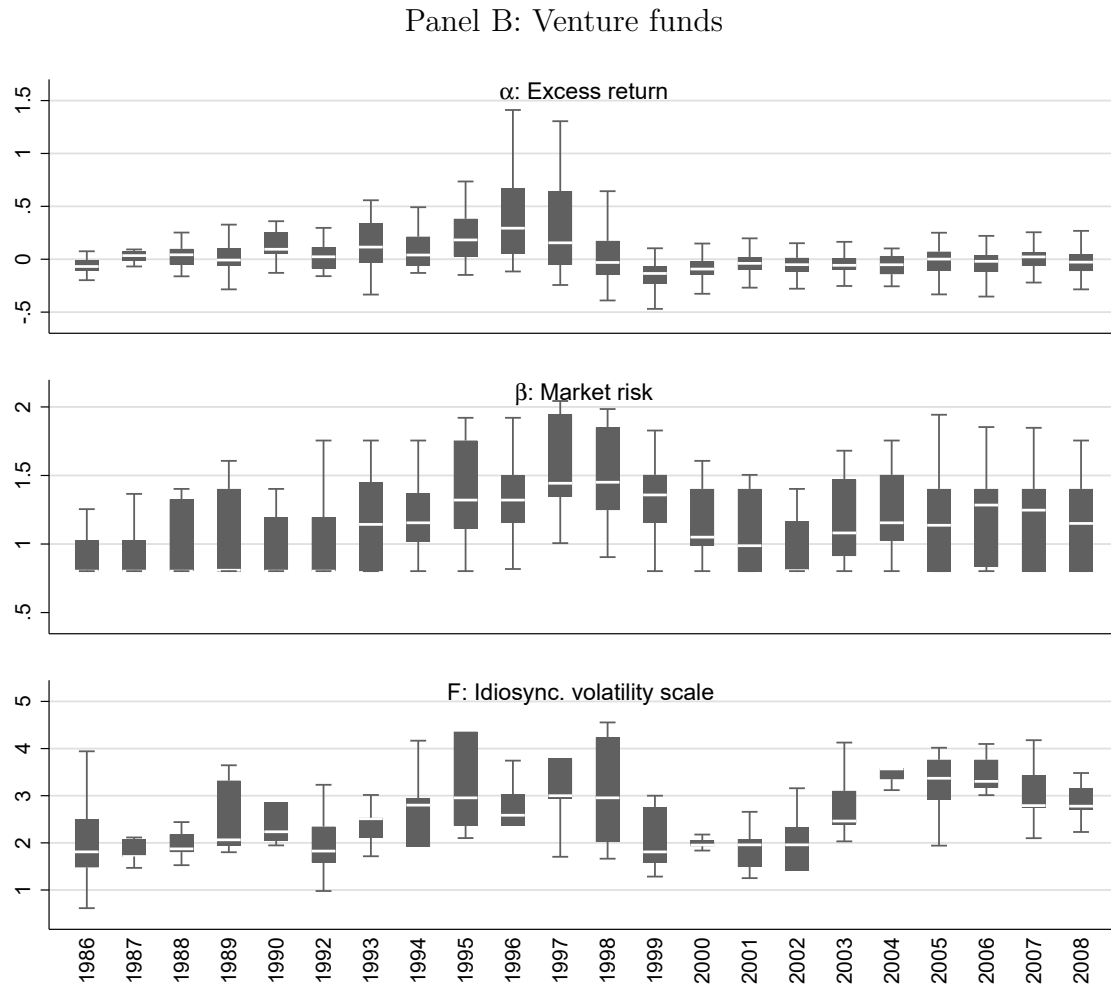 Panel B: Venture funds
α: Excess return
1.5
1
.5
0
-.5
β: Market risk
2
1.5
1
.5
F: Idiosync. volatility scale
5
4
3
2
1
1986 1987 1988 1989 1990 1992 1993 1994 1995 1996 1997 1998 1999 2000 2001 2002 2003 2004 2005 2006 2007 2008